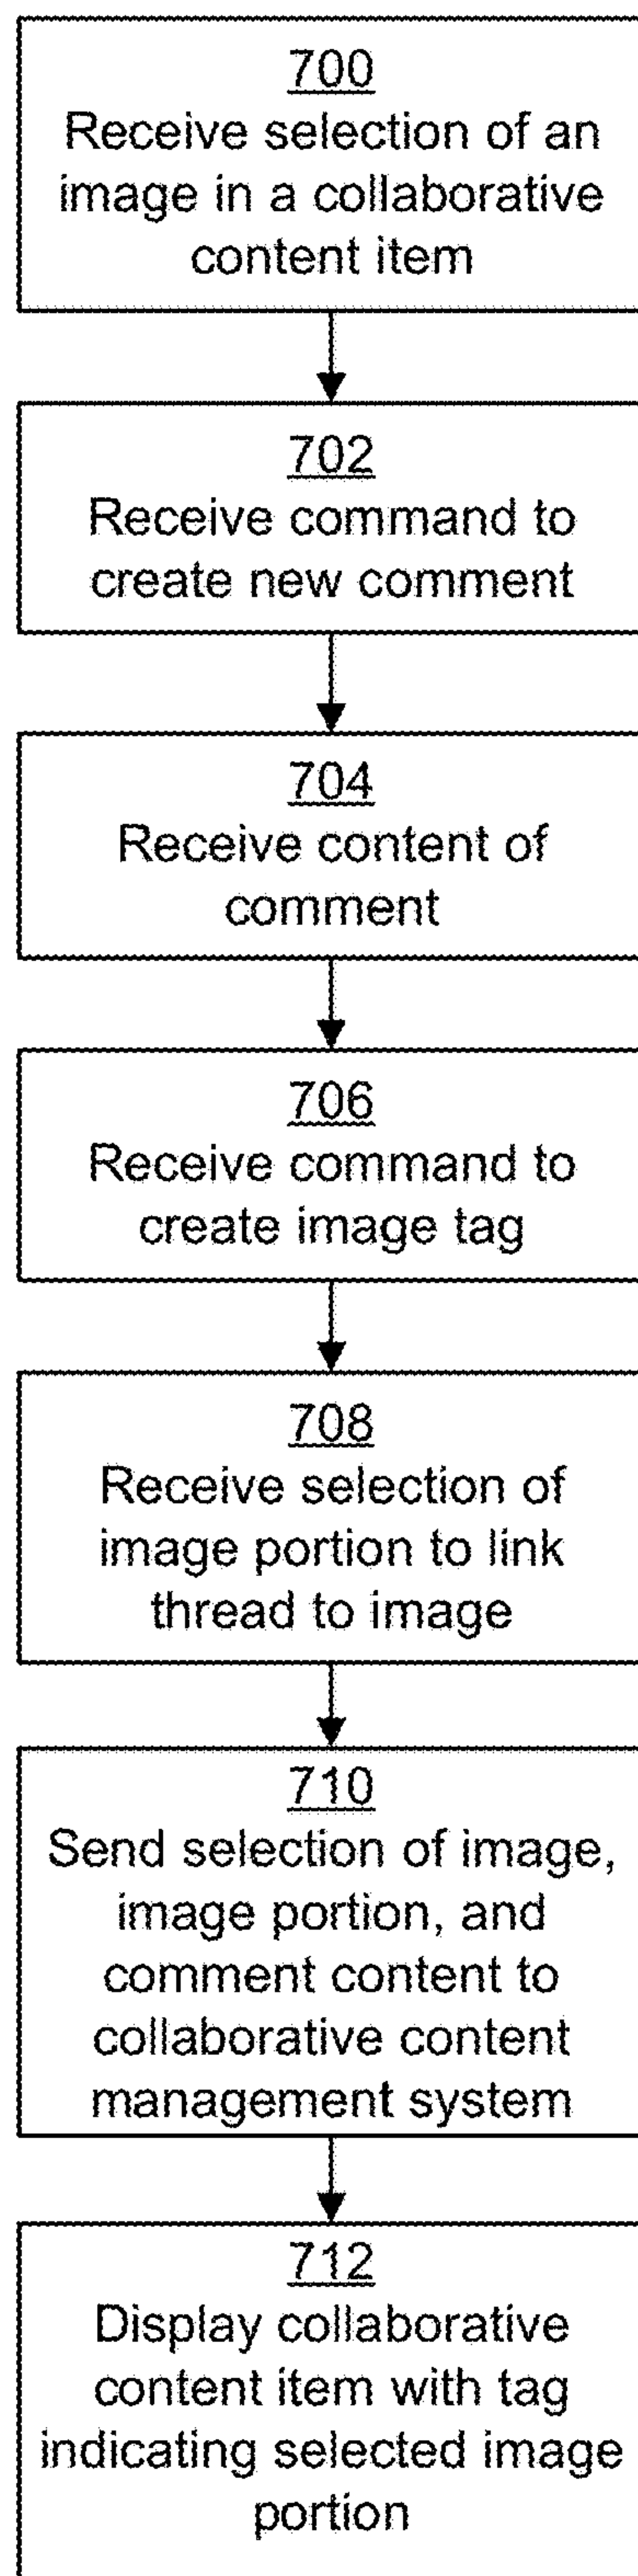 700
Receive selection of an
image in a collaborative
content item
702
Receive command to
create new comment
704
Receive content of
comment
706
Receive command to
create image tag
708
Receive selection of
image portion to link
thread to image
710
Send selection of image,
image portion, and
comment content to
collaborative content
management system
712
Display collaborative
content item with tag
indicating selected image
portion